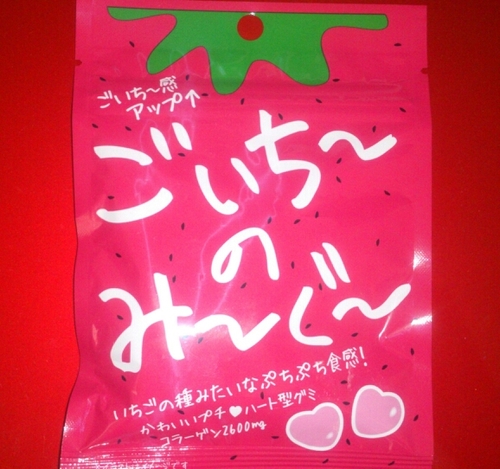 ごいち〜感
アップ↑
ごいち〜
の
み〜ぐ〜
いちごの種みたいなぷちぷち食感!
かわいいプチ♥ハート型グミ
コラーゲン2600mg